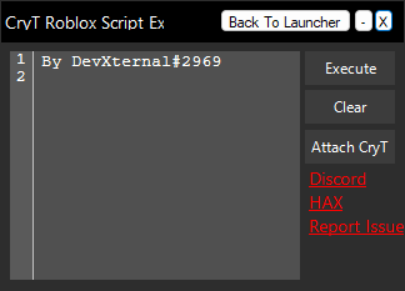 CryT Roblox Script Ex
Back To Launcher
-
X
1 By DevXternal#2969
2
Execute
Clear
Attach CryT
Discord
HAX
Report Issue